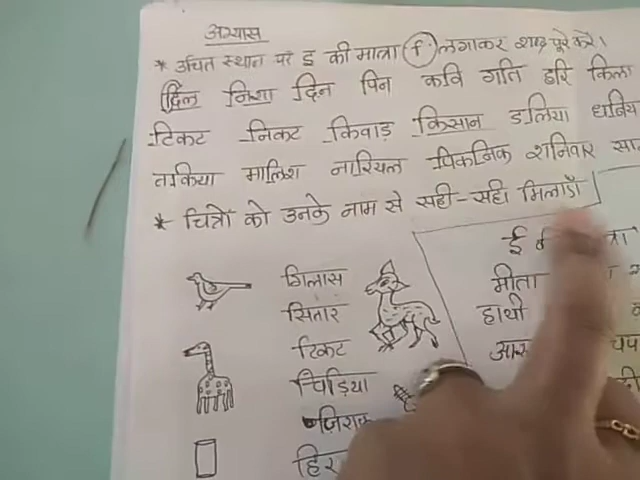 अभ्यास
* उचित स्थान पर इ की मात्रा ( ि ) लगाकर शब्द पूरे करें।
दिन निशा दिन पिन कवि गति हरि किला
टिकट निकट किवाड़ किसान डलिया धनिय
तकिया मालिश नारियल पिकनिक शनिवार
* चित्रों को उनके नाम से सही-सही मिलाएँ
गिलास
सितार
टिकट
चिड़िया
ज़िराफ़
हिर
मीता
हाथी